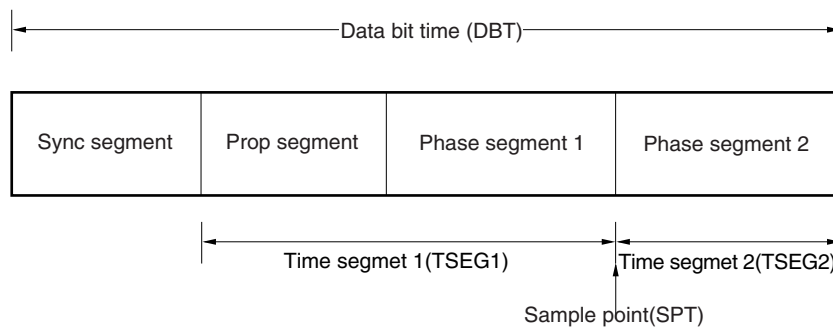 Data bit time (DBT)
Sync segment
Prop segment
Phase segment 1
Phase segment 2
Time segmet 1(TSEG1)
Time segmet 2(TSEG2)
Sample point(SPT)